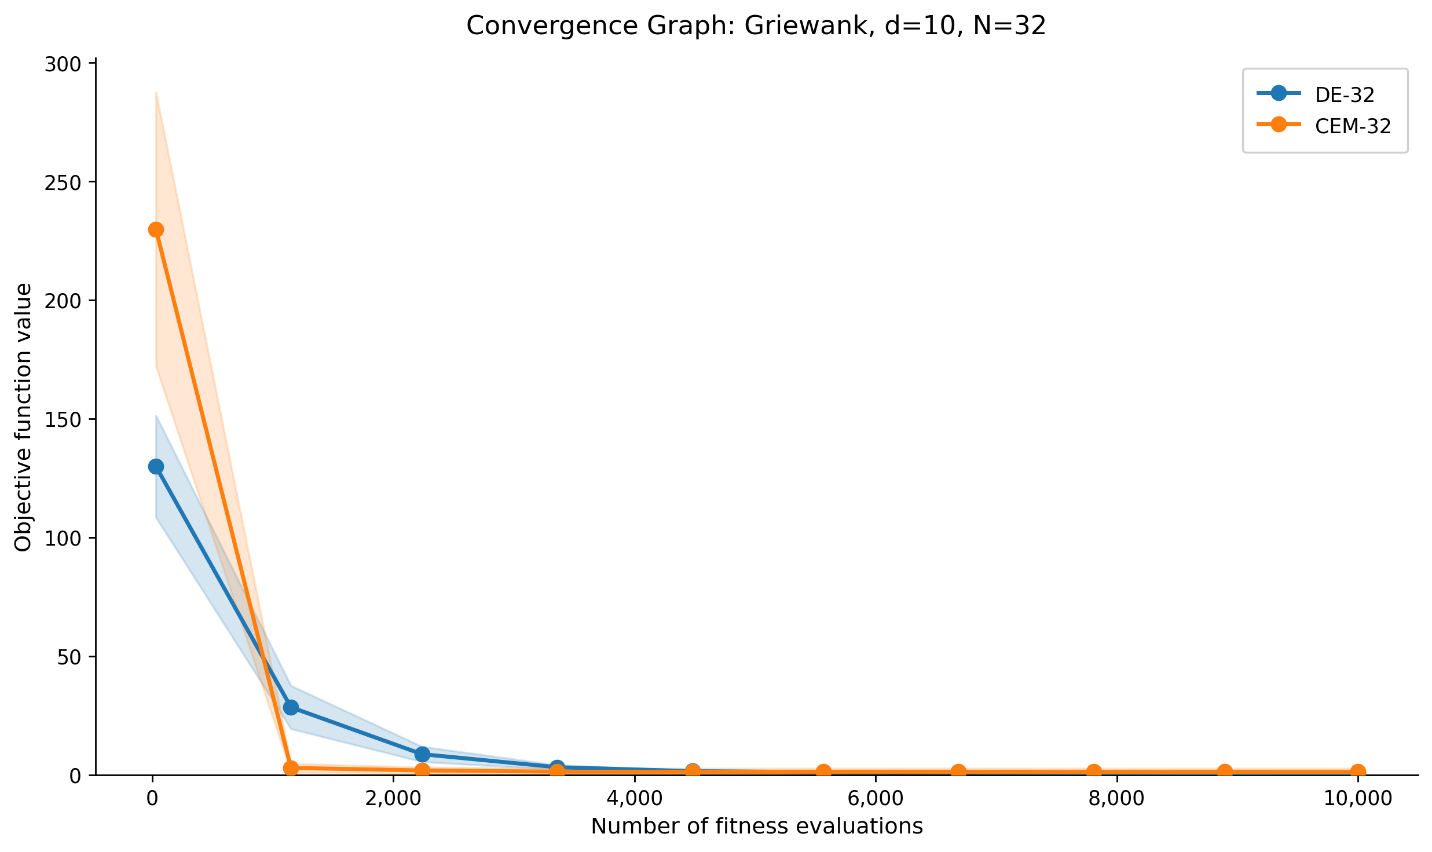 Convergence Graph: Griewank, d=10, N=32
DE-32
CEM-32
Objective function value
300
250
200
150
100
50
0
0 2,000 4,000 6,000 8,000 10,000
Number of fitness evaluations